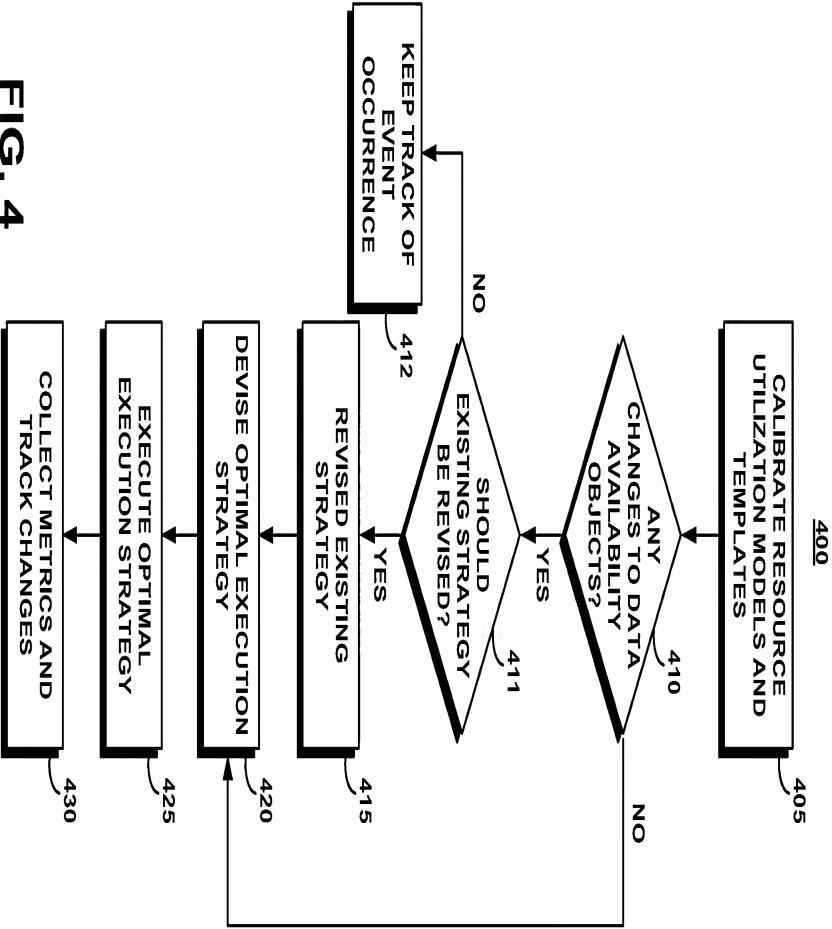 400
CALIBRATE RESOURCE
UTILIZATION MODELS AND
TEMPLATES
405
ANY
CHANGES TO DATA
AVAILABILITY
OBJECTS?
410
NO
YES
SHOULD
EXISTING STRATEGY
BE REVISED?
411
NO
KEEP TRACK OF
EVENT
OCCURRENCE
412
YES
REVISED EXISTING
STRATEGY
415
DEVISE OPTIMAL EXECUTION
STRATEGY
420
EXECUTE OPTIMAL
EXECUTION STRATEGY
425
COLLECT METRICS AND
TRACK CHANGES
430
FIG. 4